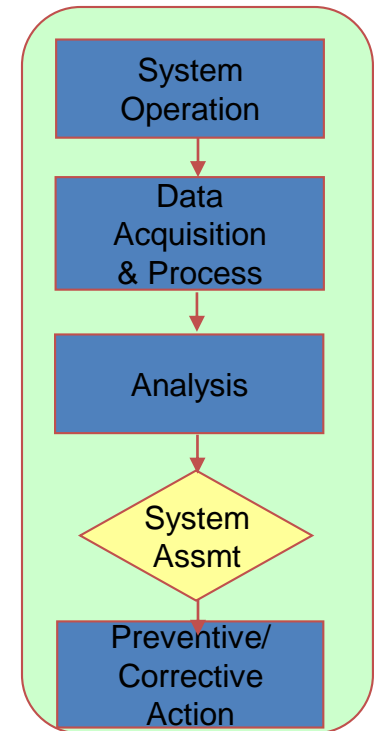 System
Operation
Data
Acquisition
& Process
Analysis
System
Assmt
Preventive/
Corrective
Action